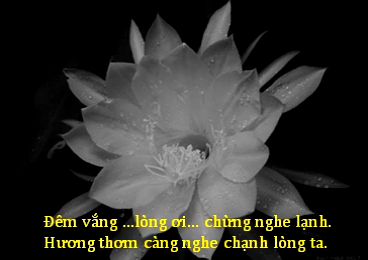 Đêm vắng ...lòng ơi... chừng nghe lạnh.
Hương thơm càng nghe chạnh lòng ta.